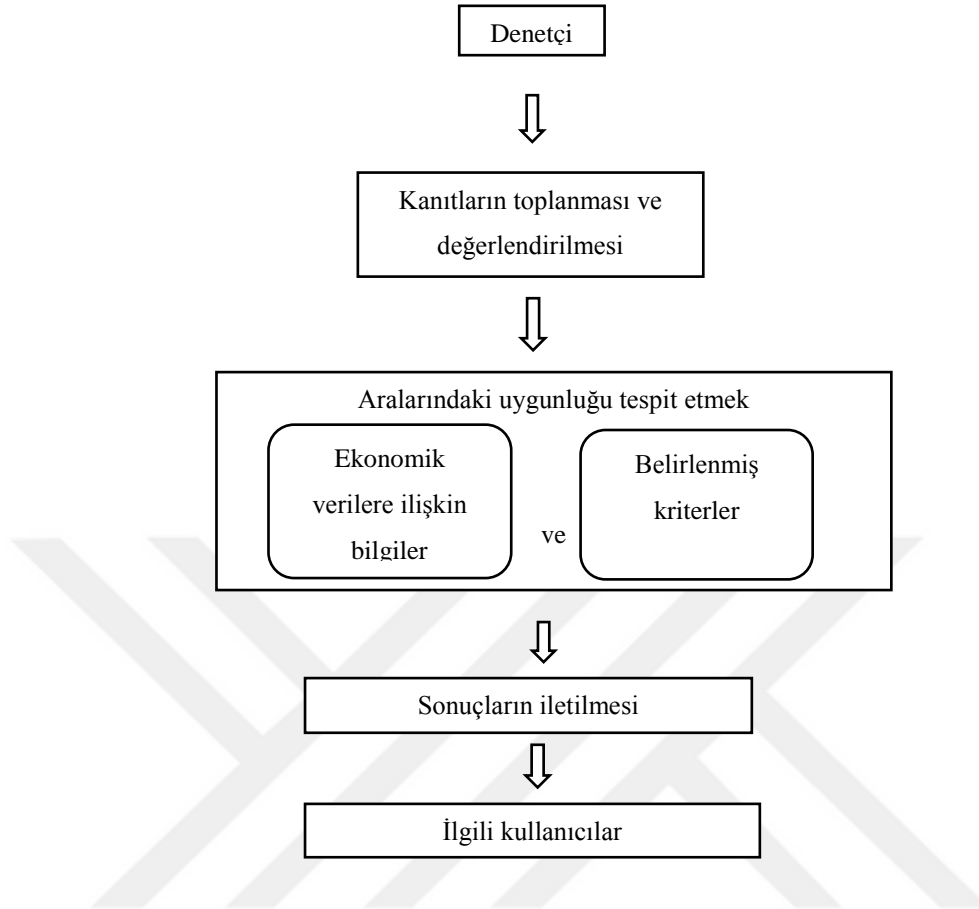 Denetçi
Kanıtların toplanması ve
değerlendirilmesi
Aralarındaki uygunluğu tespit etmek
Ekonomik
verilere ilişkin
bilgiler
ve
Belirlenmiş
kriterler
Sonuçların iletilmesi
İlgili kullanıcılar